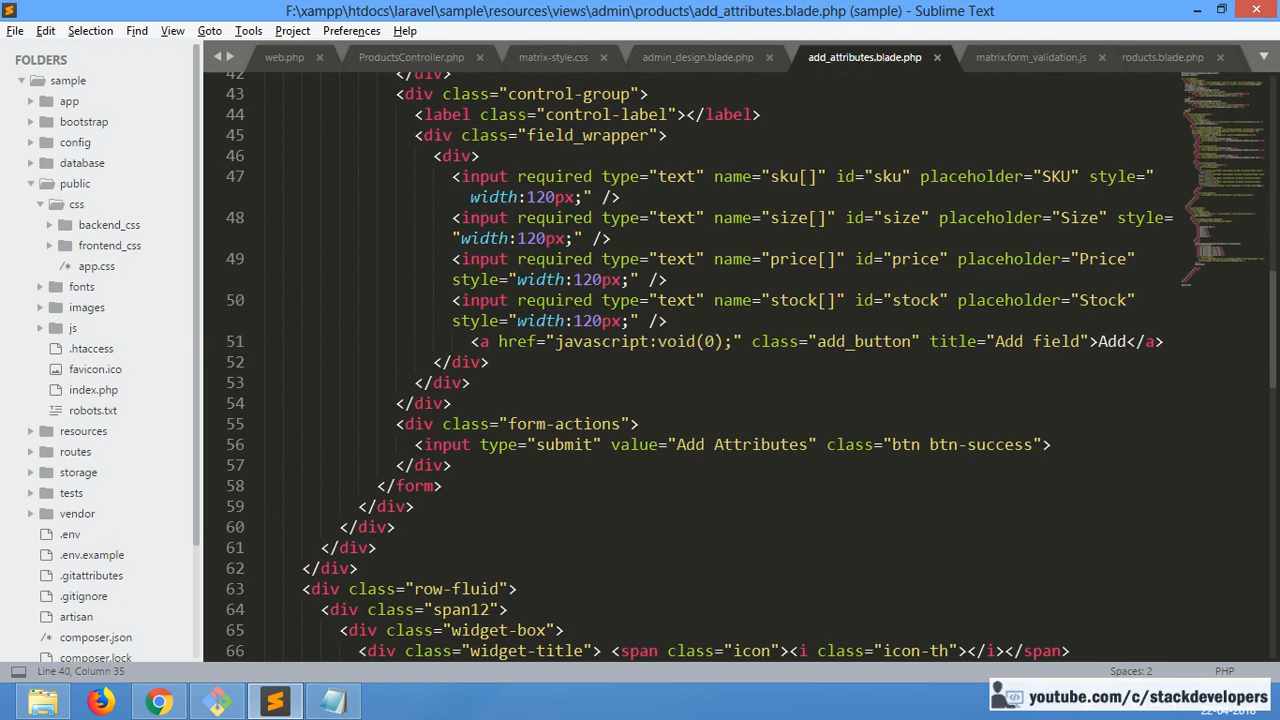 F:\xampp\htdocs\laravel\sample\resources\views\admin\products\add_attributes.blade.php (sample) - Sublime Text
File Edit Selection Find View Goto Tools Project Preferences Help
FOLDERS
sample
app
bootstrap
config
database
public
css
backend_css
frontend_css
/* app.css
fonts
images
js
.htaccess
favicon.ico
index.php
robots.txt
resources
routes
storage
tests
vendor
.env
.env.example
.gitattributes
.gitignore
artisan
composer.json
composer.lock
web.php × ProductsController.php × matrix-style.css × admin_design.blade.php × add_attributes.blade.php × matrix.form_validation.js × roducts.blade.php ×
42 </div>
43 <div class="control-group">
44 <label class="control-label"></label>
45 <div class="field_wrapper">
46 <div>
47 <input required type="text" name="sku[]" id="sku" placeholder="SKU" style="
width:120px;" />
48 <input required type="text" name="size[]" id="size" placeholder="Size" style=
"width:120px;" />
49 <input required type="text" name="price[]" id="price" placeholder="Price"
style="width:120px;" />
50 <input required type="text" name="stock[]" id="stock" placeholder="Stock"
style="width:120px;" />
51 <a href="javascript:void(0);" class="add_button" title="Add field">Add</a>
52 </div>
53 </div>
54 </div>
55 <div class="form-actions">
56 <input type="submit" value="Add Attributes" class="btn btn-success">
57 </div>
58 </form>
59 </div>
60 </div>
61 </div>
62 </div>
63 <div class="row-fluid">
64 <div class="span12">
65 <div class="widget-box">
66 <div class="widget-title"> <span class="icon"><i class="icon-th"></i></span>
Line 40, Column 35
Spaces: 2
PHP
youtube.com/c/stackdevelopers